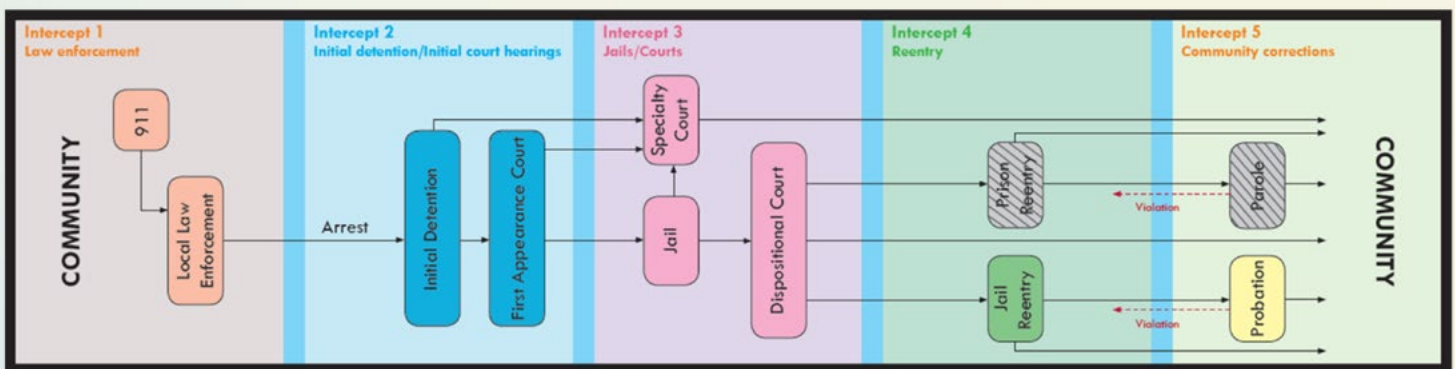 Intercept 1
Law enforcement
Intercept 2
Initial detention/Initial court hearings
Intercept 3
Jails/Courts
Intercept 4
Reentry
Intercept 5
Community corrections
COMMUNITY
911
Local Law
Enforcement
Arrest
Initial Detention
First Appearance Court
Specialty
Court
Jail
Dispositional Court
Prison
Reentry
Violation
Parole
Jail
Reentry
Violation
Probation
COMMUNITY